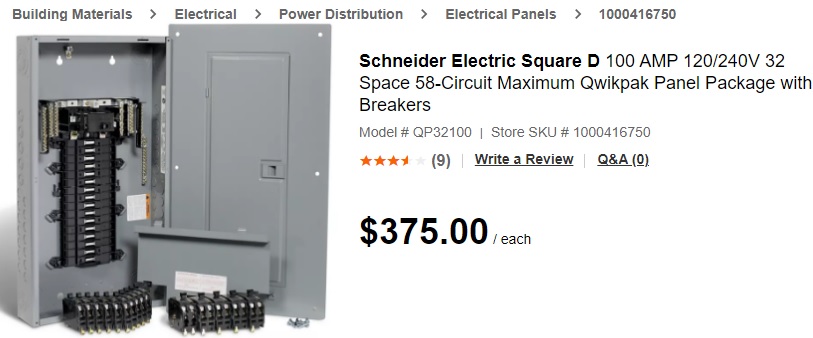 Building Materials > Electrical > Power Distribution > Electrical Panels > 1000416750
Schneider Electric Square D 100 AMP 120/240V 32
Space 58-Circuit Maximum Qwikpak Panel Package with
Breakers
Model # QP32100 | Store SKU # 1000416750
(9) | Write a Review | Q&A (0)
$375.00 / each